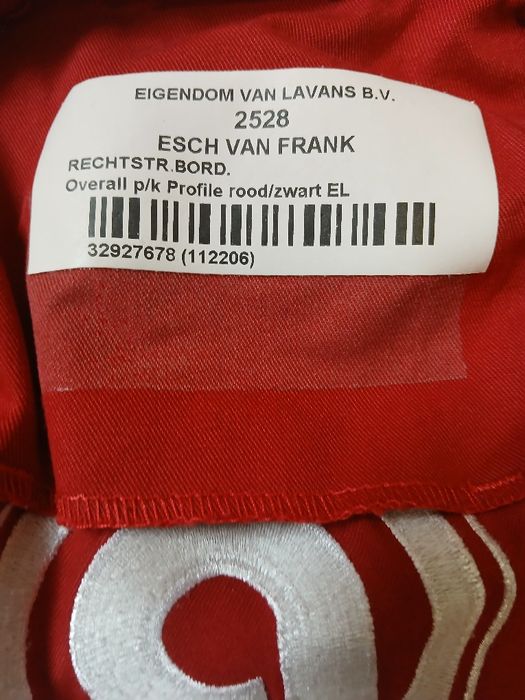 EIGENDOM VAN LAVANS B.V.
2528
ESCH VAN FRANK
RECHTSTR.BORD.
Overall p/k Profile rood/zwart EL
32927678 (112206)